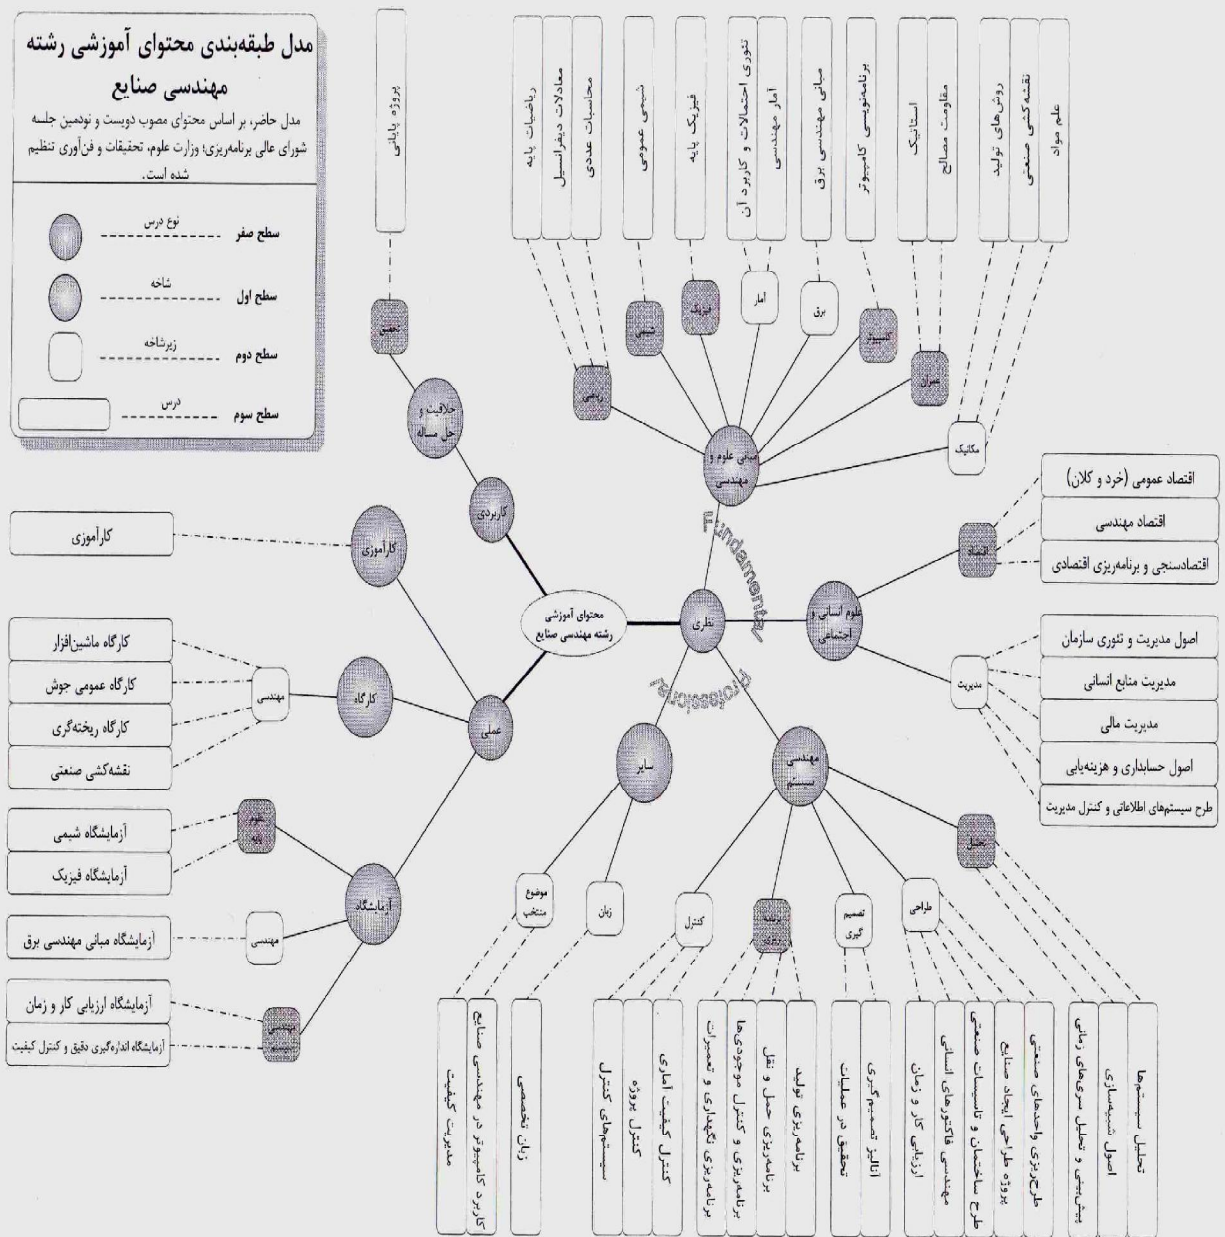 مدل طبقه‌بندی محتوای آموزشی رشته
مهندسی صنایع
مدل حاضر، بر اساس محتوای مصوب دویست و نودمین جلسه
شورای عالی برنامه‌ریزی؛ وزارت علوم، تحقیقات و فن‌آوری تنظیم
شده است.
سطح صفر
نوع درس
سطح اول
شاخه
سطح دوم
زیرشاخه
سطح سوم
درس
پروژه پایانی
ریاضیات پایه
معادلات دیفرانسیل
محاسبات عددی
شیمی عمومی
فیزیک پایه
تئوری احتمالات و کاربرد آن
آمار مهندسی
مبانی مهندسی برق
برنامه‌نویسی کامپیوتر
استاتیک
مقاومت مصالح
روش‌های تولید
نقشه‌کشی صنعتی
علم مواد
تحقیق
ریاضی
شیمی
فیزیک
آمار
برق
کامپیوتر
عمران
مکانیک
خلاقیت و
حل مساله
کاربردی
مبانی علوم و
مهندسی
Fundamental
محتوای آموزشی
رشته مهندسی صنایع
نظری
علوم انسانی و
اجتماعی
اقتصاد
اقتصاد عمومی (خرد و کلان)
اقتصاد مهندسی
اقتصادسنجی و برنامه‌ریزی اقتصادی
مدیریت
اصول مدیریت و تئوری سازمان
مدیریت منابع انسانی
مدیریت مالی
اصول حسابداری و هزینه‌یابی
طرح سیستم‌های اطلاعاتی و کنترل مدیریت
کارآموزی
کارآموزی
کارگاه
مهندسی
کارگاه ماشین‌افزار
کارگاه عمومی جوش
کارگاه ریخته‌گری
نقشه‌کشی صنعتی
عملی
آزمایشگاه
علوم
پایه
آزمایشگاه شیمی
آزمایشگاه فیزیک
مهندسی
آزمایشگاه مبانی مهندسی برق
مهندسی
سیستم
آزمایشگاه ارزیابی کار و زمان
آزمایشگاه اندازه‌گیری دقیق و کنترل کیفیت
Professional
سایر
مهندسی
سیستم
موضوع
منتخب
زبان
کنترل
برنامه
ریزی
تصمیم
گیری
طراحی
تحلیل
مدیریت کیفیت
کاربرد کامپیوتر در مهندسی صنایع
زبان تخصصی
سیستم‌های کنترل
کنترل پروژه
کنترل کیفیت آماری
برنامه‌ریزی نگهداری و تعمیرات
برنامه‌ریزی و کنترل موجودی‌ها
برنامه‌ریزی حمل و نقل
برنامه‌ریزی تولید
تحقیق در عملیات
آنالیز تصمیم‌گیری
ارزیابی کار و زمان
مهندسی فاکتورهای انسانی
طرح ساختمان و تاسیسات صنعتی
پروژه طراحی ایجاد صنایع
طرح‌ریزی واحدهای صنعتی
پیش‌بینی و تحلیل سری‌های زمانی
اصول شبیه‌سازی
تحلیل سیستم‌ها